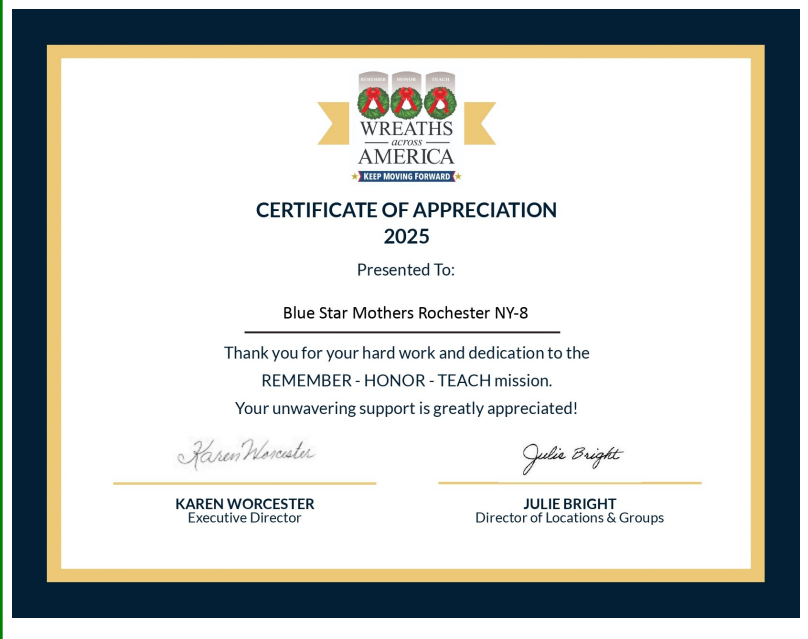 REMEMBER HONOR TEACH
WREATHS
across
AMERICA
KEEP MOVING FORWARD
CERTIFICATE OF APPRECIATION
2025
Presented To:
Blue Star Mothers Rochester NY-8
Thank you for your hard work and dedication to the
REMEMBER - HONOR - TEACH mission.
Your unwavering support is greatly appreciated!
Karen Worcester Julie Bright
KAREN WORCESTER JULIE BRIGHT
Executive Director Director of Locations & Groups